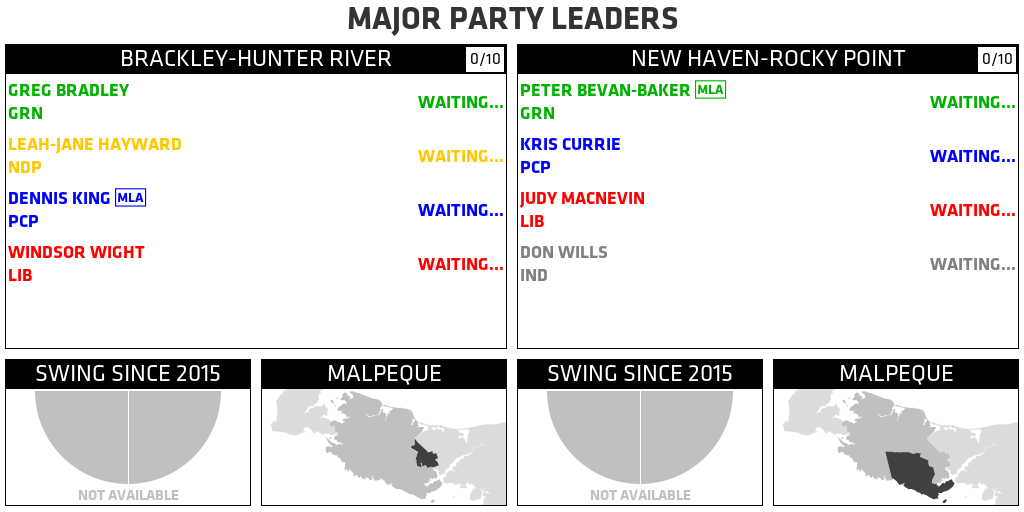 MAJOR PARTY LEADERS
BRACKLEY-HUNTER RIVER 0/10
GREG BRADLEY
GRN
WAITING...
LEAH-JANE HAYWARD
NDP
WAITING...
DENNIS KING MLA
PCP
WAITING...
WINDSOR WIGHT
LIB
WAITING...
NEW HAVEN-ROCKY POINT 0/10
PETER BEVAN-BAKER MLA
GRN
WAITING...
KRIS CURRIE
PCP
WAITING...
JUDY MACNEVIN
LIB
WAITING...
DON WILLS
IND
WAITING...
SWING SINCE 2015
NOT AVAILABLE
MALPEQUE
SWING SINCE 2015
NOT AVAILABLE
MALPEQUE